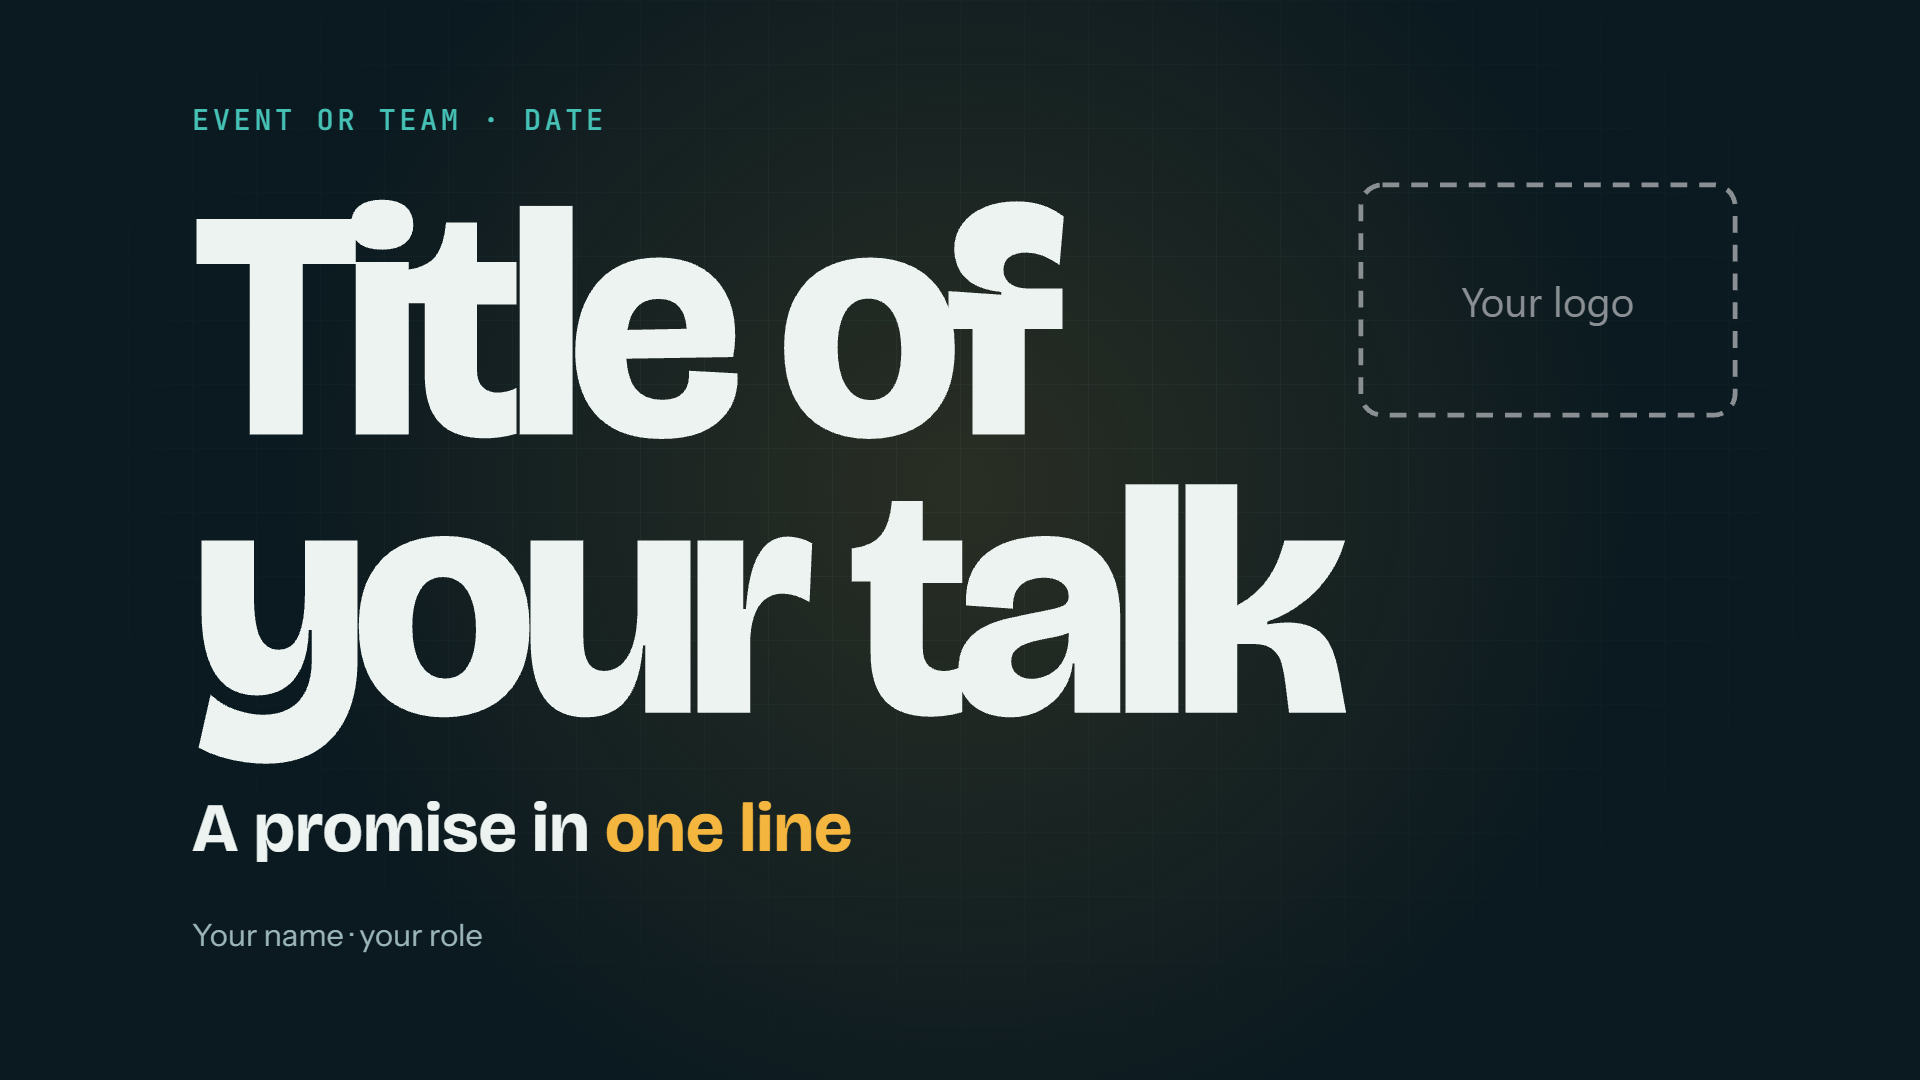 EVENT OR TEAM · DATE
Title of
your talk
Your logo
A promise in one line
Your name · your role